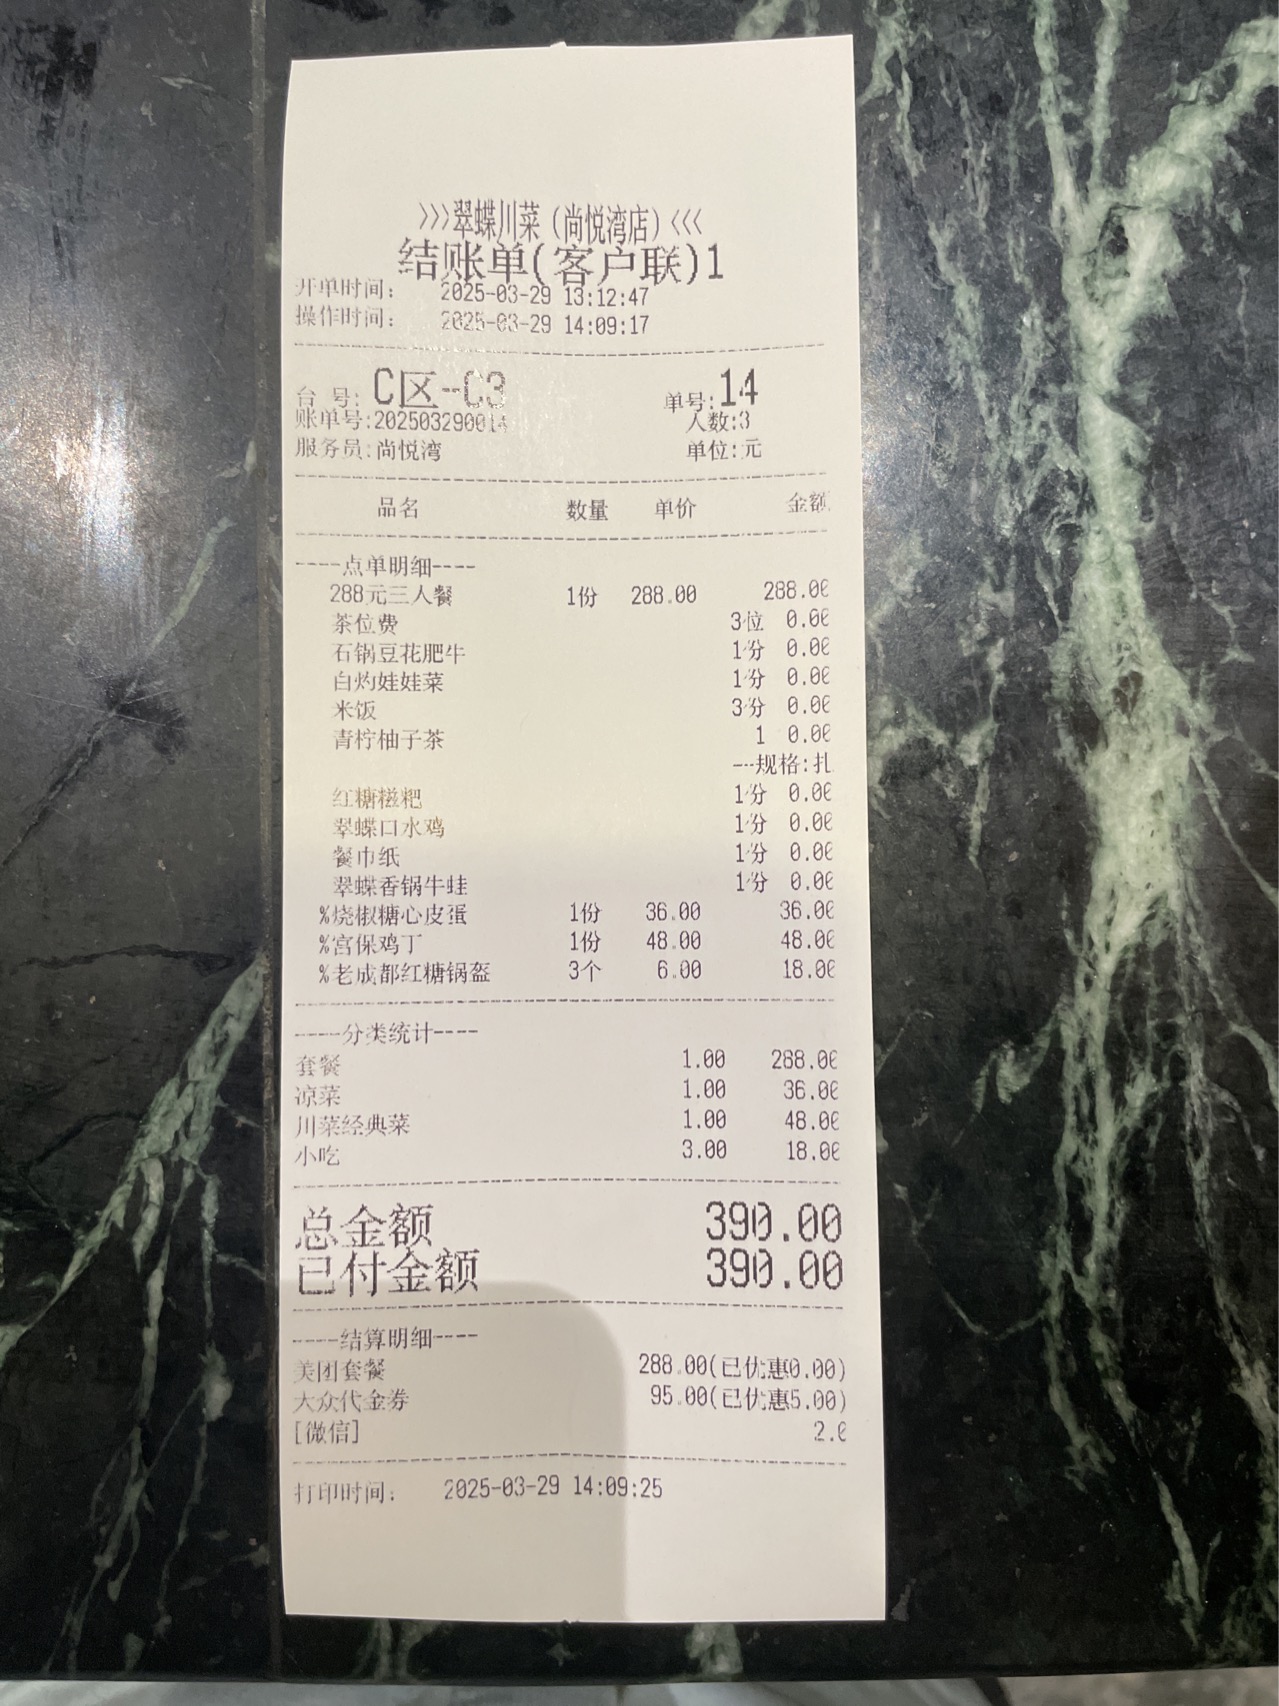 >>>翠蝶川菜(尚悦湾店)<<<
结账单(客户联)1
开单时间: 2025-03-29 13:12:47
操作时间: 2025-03-29 14:09:17
台 号: C区-C3 单号:14
账单号:202503290014 人数:3
服务员:尚悦湾 单位:元
品名 数量 单价 金额
----点单明细----
288元三人餐 1份 288.00 288.00
茶位费 3位 0.00
石锅豆花肥牛 1分 0.00
白灼娃娃菜 1分 0.00
米饭 3分 0.00
青柠柚子茶 1 0.00
---规格:扎
红糖糍粑 1分 0.00
翠蝶口水鸡 1分 0.00
餐巾纸 1分 0.00
翠蝶香锅牛蛙 1分 0.00
%烧椒糖心皮蛋 1份 36.00 36.00
%宫保鸡丁 1份 48.00 48.00
%老成都红糖锅盔 3个 6.00 18.00
----分类统计----
套餐 1.00 288.00
凉菜 1.00 36.00
川菜经典菜 1.00 48.00
小吃 3.00 18.00
总金额 390.00
已付金额 390.00
----结算明细----
美团套餐 288.00(已优惠0.00)
大众代金券 95.00(已优惠5.00)
[微信] 2.0
打印时间: 2025-03-29 14:09:25